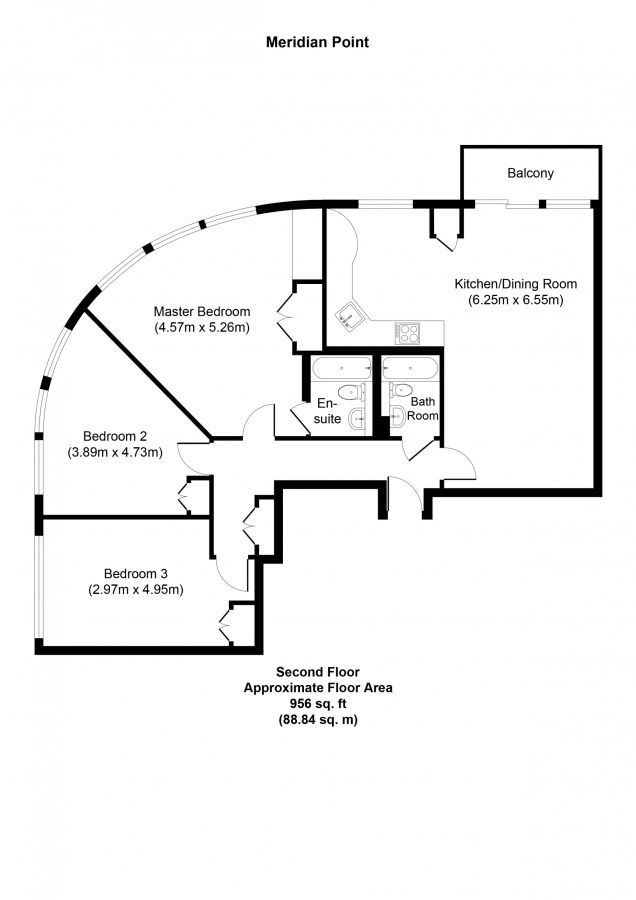 Meridian Point
Balcony
Kitchen/Dining Room
(6.25m x 6.55m)
Master Bedroom
(4.57m x 5.26m)
En-
suite
Bath
Room
Bedroom 2
(3.89m x 4.73m)
Bedroom 3
(2.97m x 4.95m)
Second Floor
Approximate Floor Area
956 sq. ft
(88.84 sq. m)